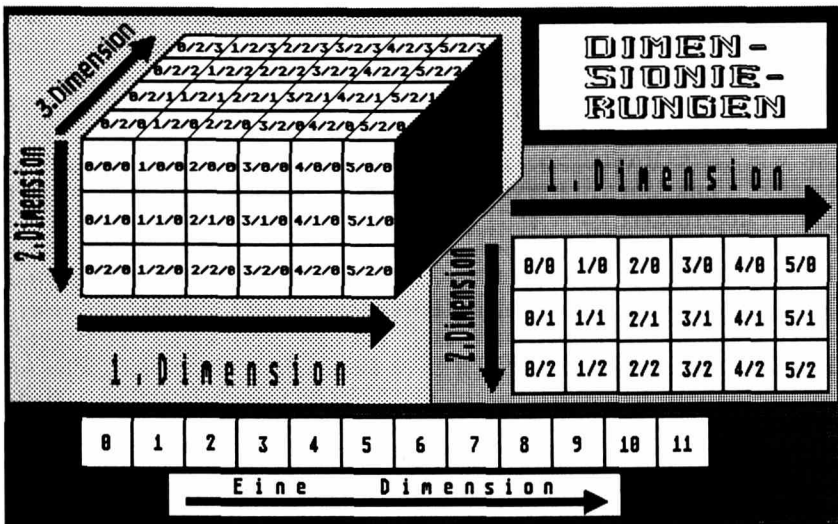 DIMEN-
SIONIE-
RUNGEN
3.Dimension
0/2/3 1/2/3 2/2/3 3/2/3 4/2/3 5/2/3
0/2/2 1/2/2 2/2/2 3/2/2 4/2/2 5/2/2
0/2/1 1/2/1 2/2/1 3/2/1 4/2/1 5/2/1
0/2/0 1/2/0 2/2/0 3/2/0 4/2/0 5/2/0
2.Dimension
0/0/0 1/0/0 2/0/0 3/0/0 4/0/0 5/0/0
0/1/0 1/1/0 2/1/0 3/1/0 4/1/0 5/1/0
0/2/0 1/2/0 2/2/0 3/2/0 4/2/0 5/2/0
1.Dimension
1.Dimension
2.Dimension
0/0 1/0 2/0 3/0 4/0 5/0
0/1 1/1 2/1 3/1 4/1 5/1
0/2 1/2 2/2 3/2 4/2 5/2
0 1 2 3 4 5 6 7 8 9 10 11
Eine Dimension